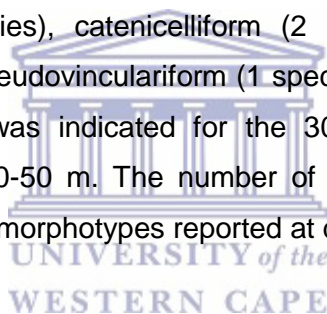 ies), catenicelliform (2
eudovinculariform (1 spec
was indicated for the 30
0-50 m. The number of
morphotypes reported at
UNIVERSITY of the
WESTERN CAPE